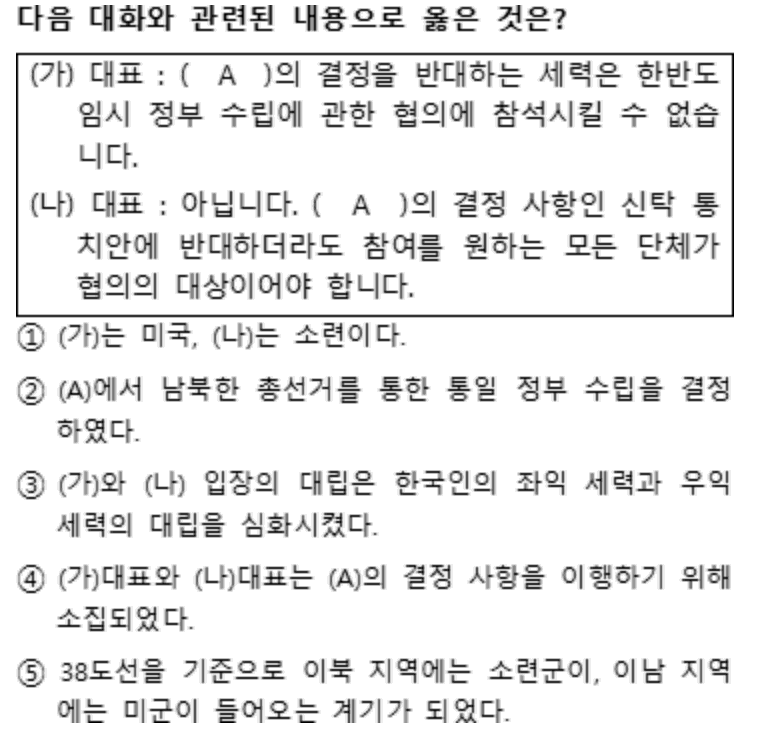 다음 대화와 관련된 내용으로 옳은 것은?
(가) 대표 : ( A )의 결정을 반대하는 세력은 한반도
임시 정부 수립에 관한 협의에 참석시킬 수 없습
니다.
(나) 대표 : 아닙니다. ( A )의 결정 사항인 신탁 통
치안에 반대하더라도 참여를 원하는 모든 단체가
협의의 대상이어야 합니다.
① (가)는 미국, (나)는 소련이다.
② (A)에서 남북한 총선거를 통한 통일 정부 수립을 결정
하였다.
③ (가)와 (나) 입장의 대립은 한국인의 좌익 세력과 우익
세력의 대립을 심화시켰다.
④ (가)대표와 (나)대표는 (A)의 결정 사항을 이행하기 위해
소집되었다.
⑤ 38도선을 기준으로 이북 지역에는 소련군이, 이남 지역
에는 미군이 들어오는 계기가 되었다.